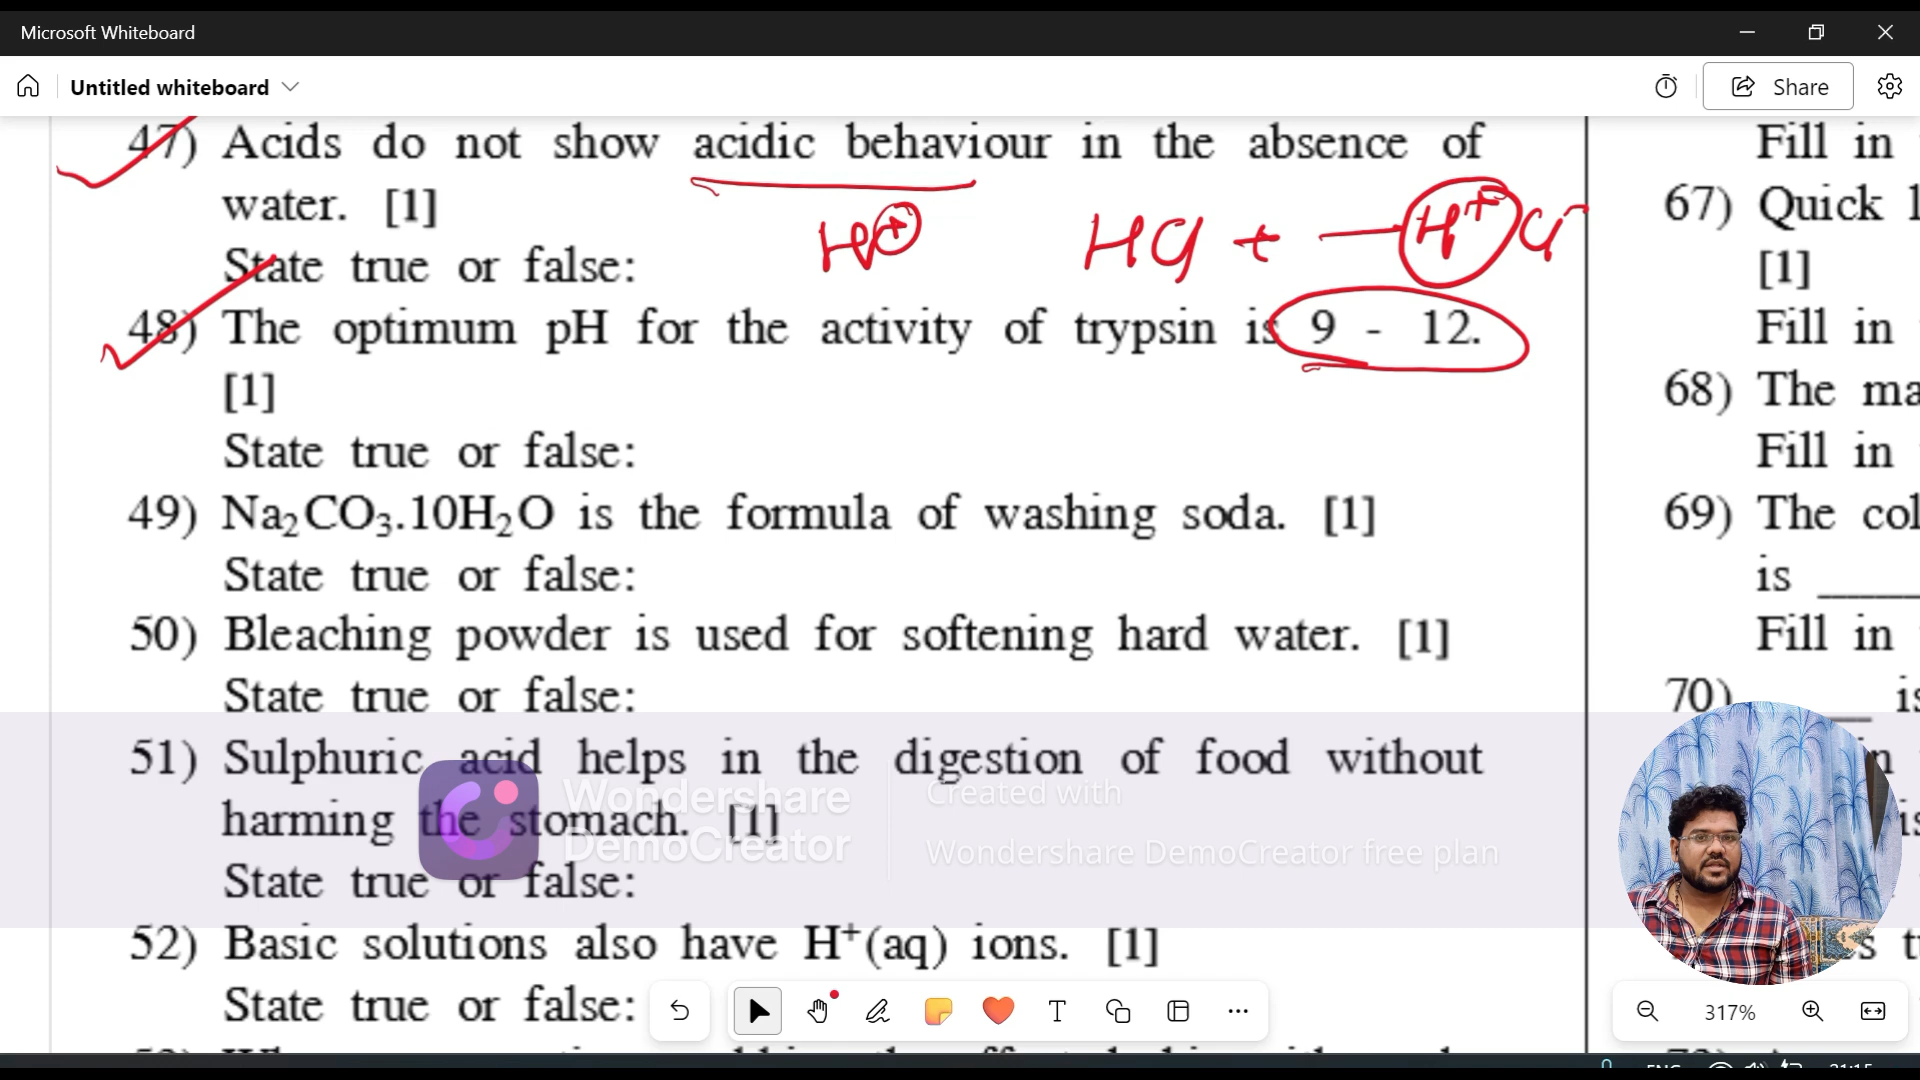 Microsoft Whiteboard
Untitled whiteboard
Share
47) Acids do not show acidic behaviour in the absence of
water. [1]
H⁺
HCl + — H⁺ Cl⁻
State true or false:
48) The optimum pH for the activity of trypsin is 9 - 12.
[1]
State true or false:
49) Na₂CO₃.10H₂O is the formula of washing soda. [1]
State true or false:
50) Bleaching powder is used for softening hard water. [1]
State true or false:
51) Sulphuric acid helps in the digestion of food without
harming the stomach. [1]
State true or false:
52) Basic solutions also have H⁺(aq) ions. [1]
State true or false:
Fill in
67) Quick
[1]
Fill in
68) The
Fill in
69) The
is ____
Fill in
70) ____ is
Wondershare
DemoCreator
Created with
Wondershare DemoCreator free plan
317%